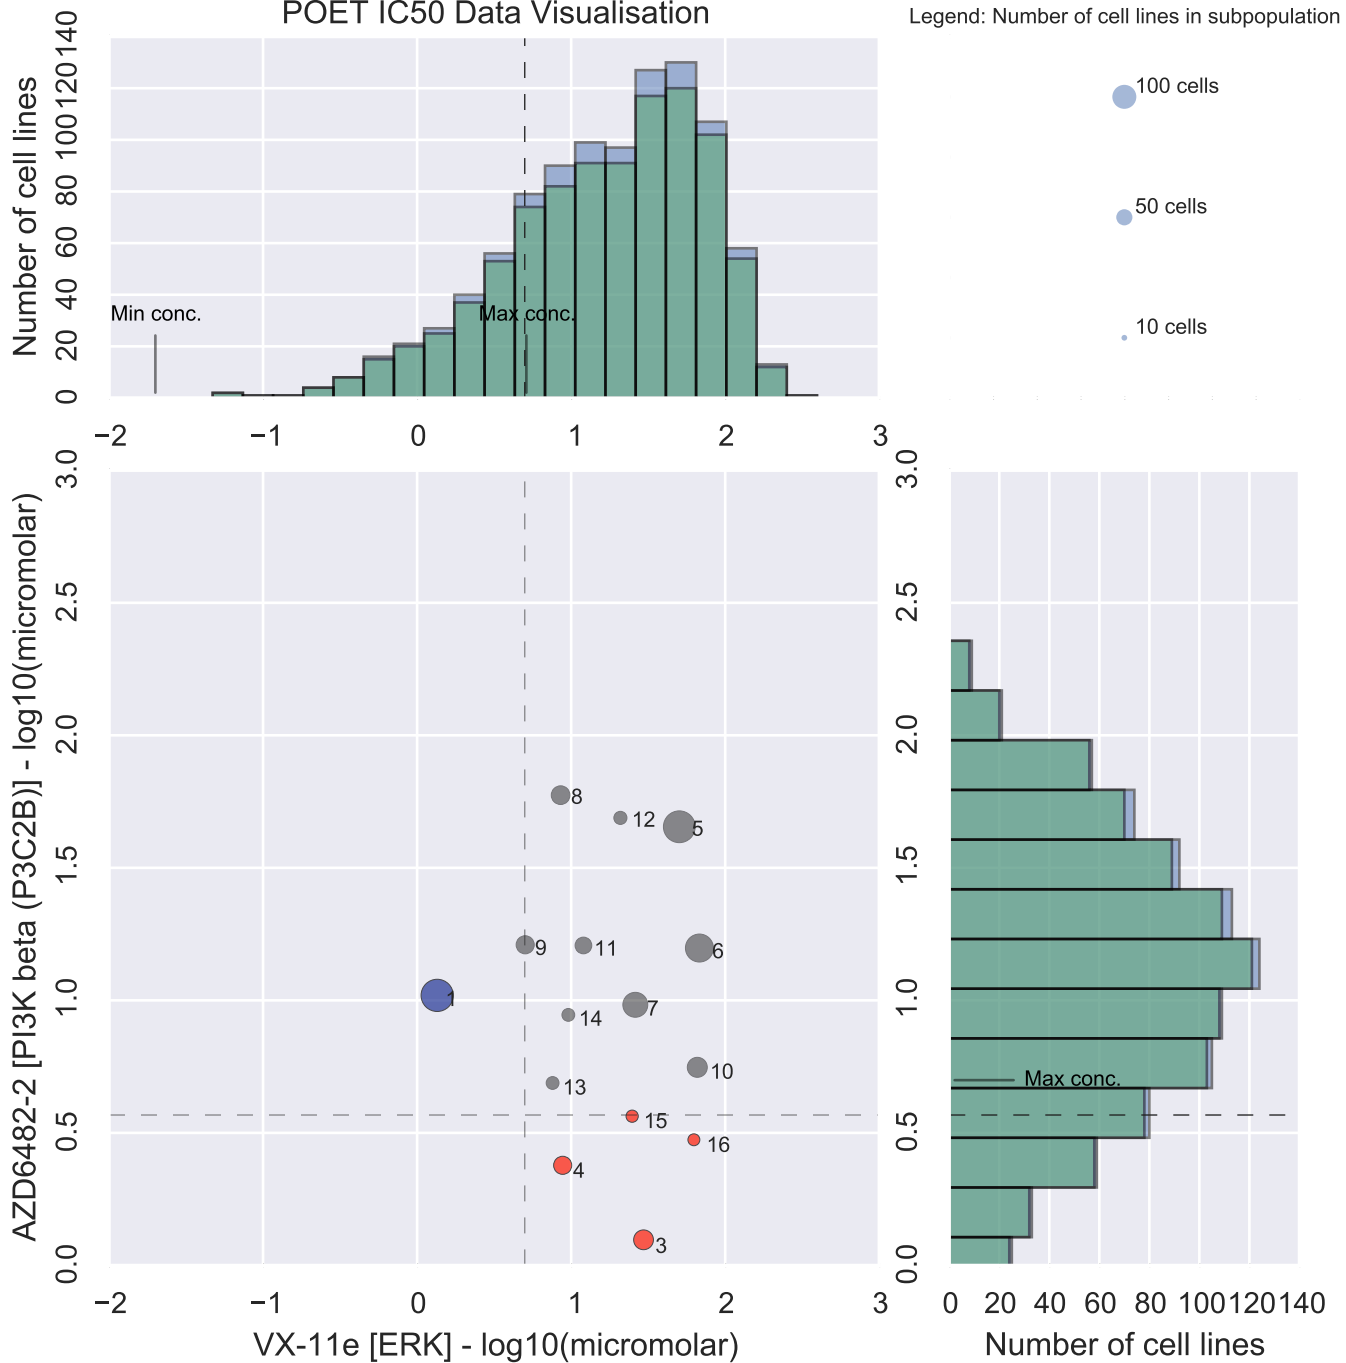 POET IC50 Data Visualisation
Legend: Number of cell lines in subpopulation
Number of cell lines
140
120
100
80
60
40
20
0
Min conc.
Max conc.
−2 −1 0 1 2 3
100 cells
50 cells
10 cells
AZD6482-2 [PI3K beta (P3C2B)] - log10(micromolar)
3.0
2.5
2.0
1.5
1.0
0.5
0.0
8
12
5
9
11
6
1
7
14
10
13
15
16
4
3
−2 −1 0 1 2 3
VX-11e [ERK] - log10(micromolar)
3.0
2.5
2.0
1.5
1.0
0.5
0.0
Max conc.
0 20 40 60 80 100 120 140
Number of cell lines